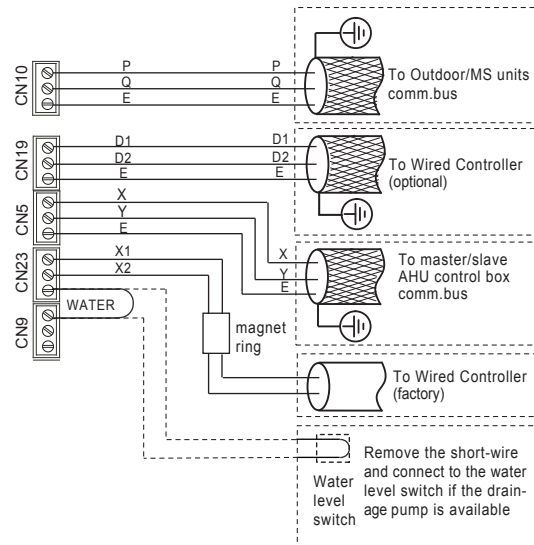 CN10
P
Q
E
P
Q
E
To Outdoor/MS units
comm.bus
CN19
D1
D2
E
D1
D2
E
To Wired Controller
(optional)
CN5
X
Y
E
X
Y
E
To master/slave
AHU control box
comm.bus
CN23
X1
X2
WATER
CN9
magnet
ring
To Wired Controller
(factory)
Water
level
switch
Remove the short-wire
and connect to the water
level switch if the drain-
age pump is available